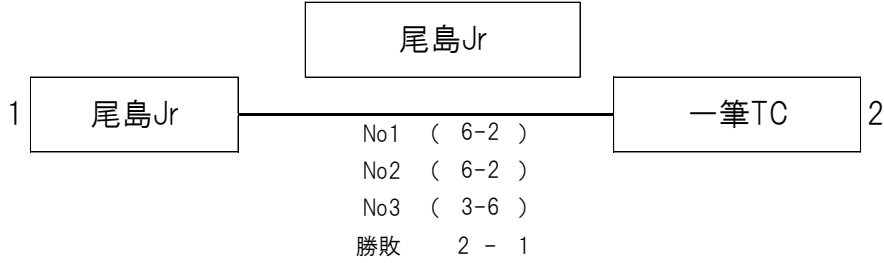 尾島Jr
1 尾島Jr 一筆TC 2
No1 ( 6-2 )
No2 ( 6-2 )
No3 ( 3-6 )
勝敗 2 - 1